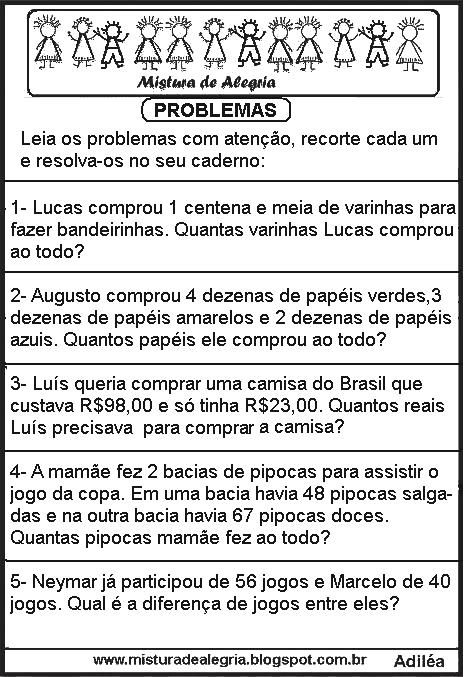 Mistura de Alegria
PROBLEMAS
Leia os problemas com atenção, recorte cada um
e resolva-os no seu caderno:
1- Lucas comprou 1 centena e meia de varinhas para
fazer bandeirinhas. Quantas varinhas Lucas comprou
ao todo?
2- Augusto comprou 4 dezenas de papéis verdes,3
dezenas de papéis amarelos e 2 dezenas de papéis
azuis. Quantos papéis ele comprou ao todo?
3- Luís queria comprar uma camisa do Brasil que
custava R$98,00 e só tinha R$23,00. Quantos reais
Luís precisava para comprar a camisa?
4- A mamãe fez 2 bacias de pipocas para assistir o
jogo da copa. Em uma bacia havia 48 pipocas salga-
das e na outra bacia havia 67 pipocas doces.
Quantas pipocas mamãe fez ao todo?
5- Neymar já participou de 56 jogos e Marcelo de 40
jogos. Qual é a diferença de jogos entre eles?
www.misturadealegria.blogspot.com.br Adiléa